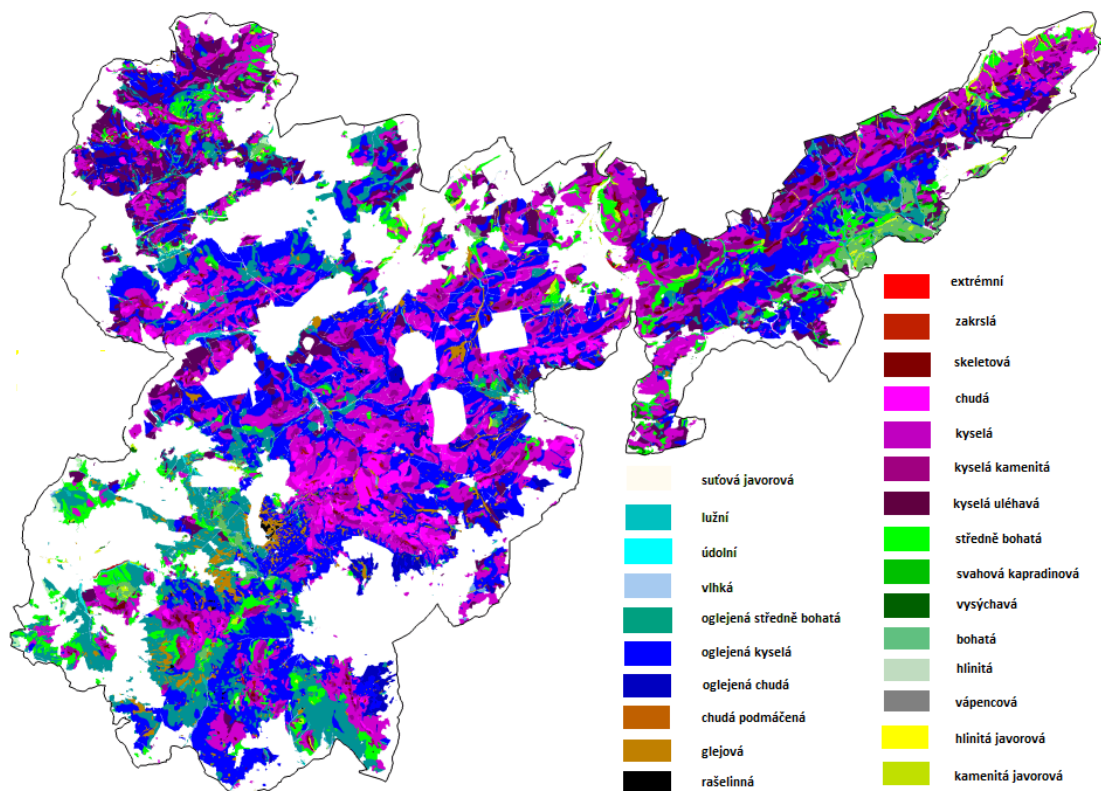 suťová javorová
lužní
údolní
vlhká
oglejená středně bohatá
oglejená kyselá
oglejená chudá
chudá podmáčená
glejová
rašelinná
extrémní
zakrslá
skeletová
chudá
kyselá
kyselá kamenitá
kyselá uléhavá
středně bohatá
svahová kapradinová
vysýchavá
bohatá
hlinitá
vápencová
hlinitá javorová
kamenitá javorová